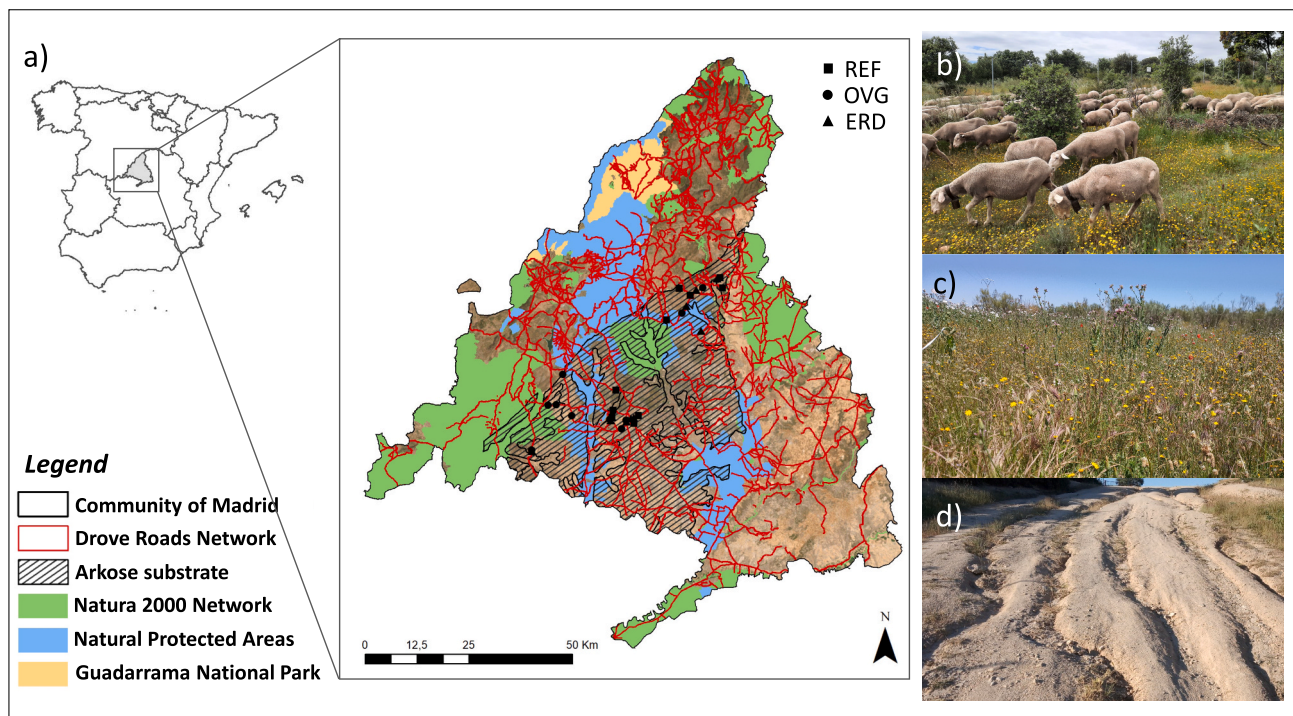 a)
REF
OVG
ERD
Legend
Community of Madrid
Drove Roads Network
Arkose substrate
Natura 2000 Network
Natural Protected Areas
Guadarrama National Park
0 12,5 25 50 Km
N
b)
c)
d)